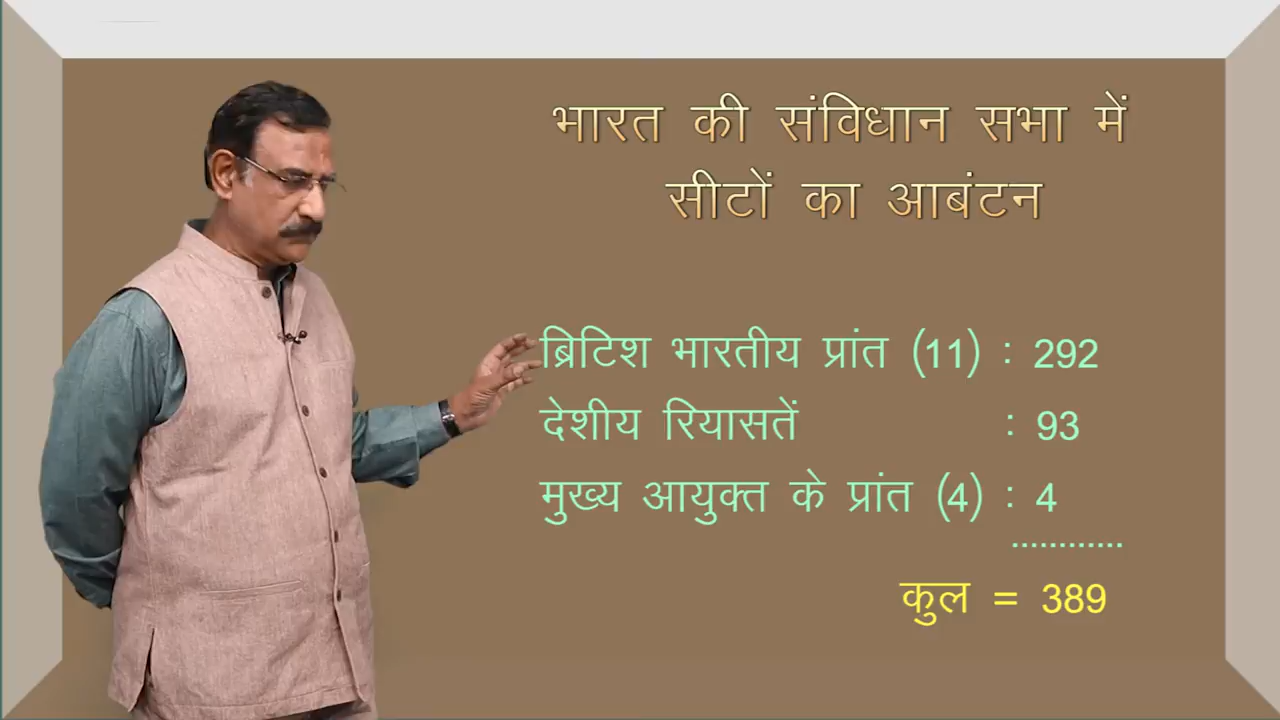 भारत की संविधान सभा में
सीटों का आबंटन
ब्रिटिश भारतीय प्रांत (11) : 292
देशीय रियासतें : 93
मुख्य आयुक्त के प्रांत (4) : 4
............
कुल = 389